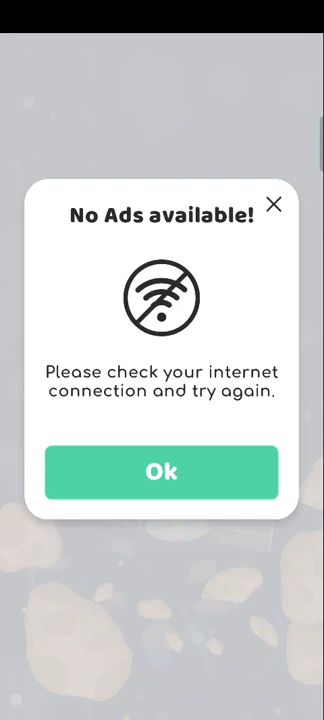 No Ads available!
Please check your internet
connection and try again.
Ok